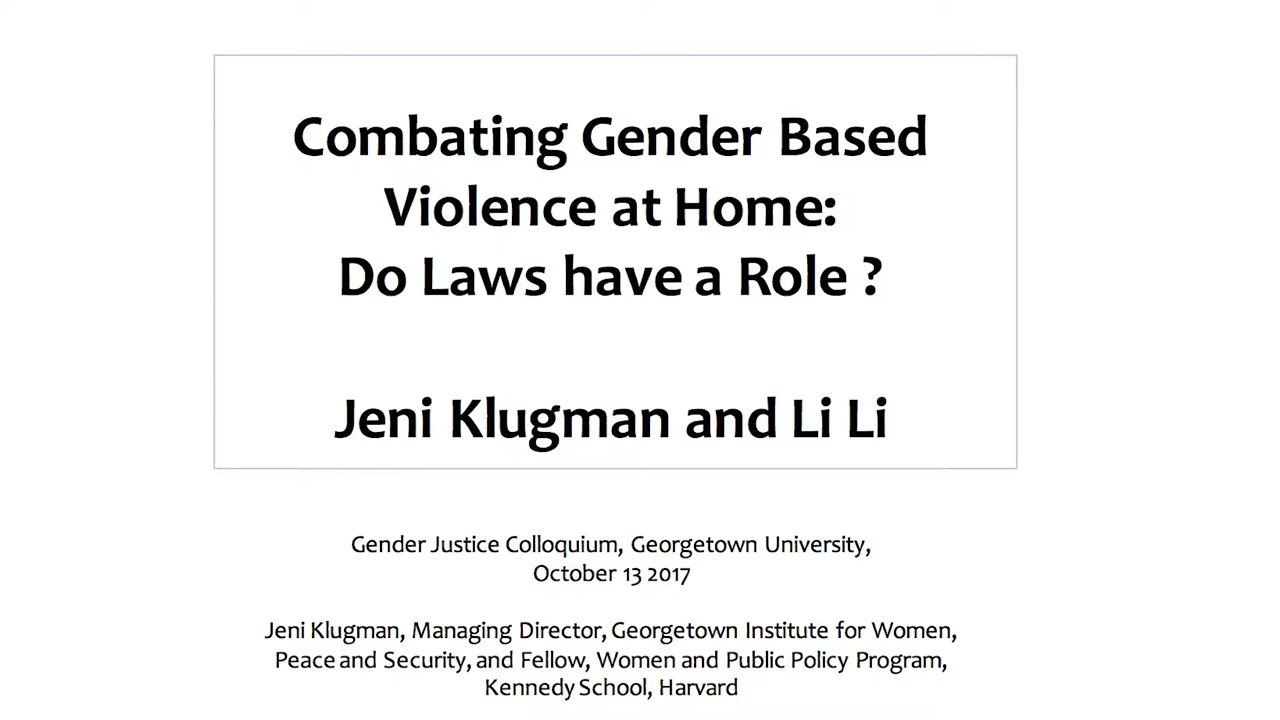 Combating Gender Based
Violence at Home:
Do Laws have a Role ?
Jeni Klugman and Li Li
Gender Justice Colloquium, Georgetown University,
October 13 2017
Jeni Klugman, Managing Director, Georgetown Institute for Women,
Peace and Security, and Fellow, Women and Public Policy Program,
Kennedy School, Harvard